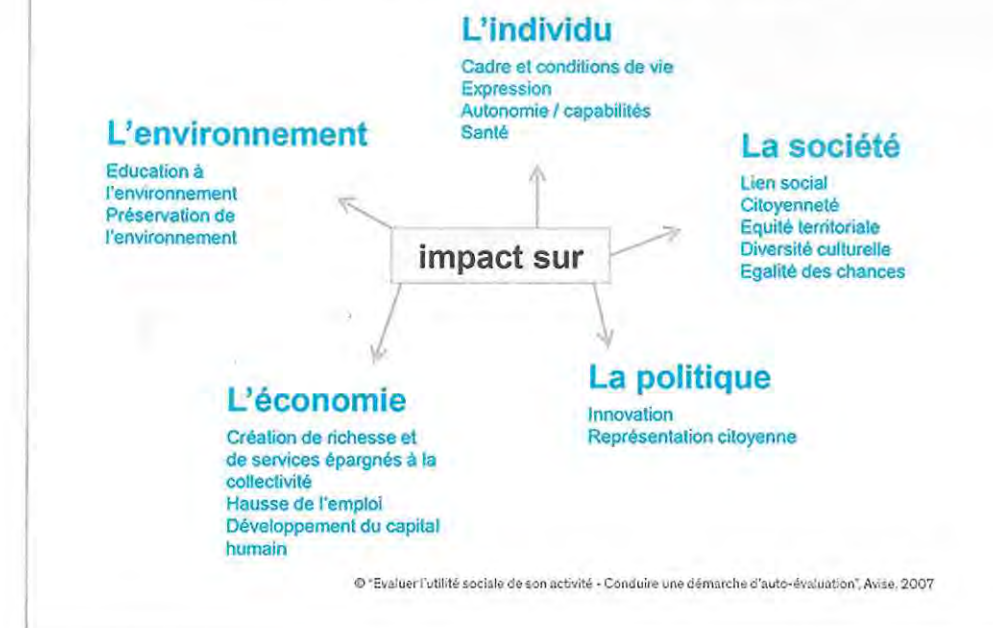 L'individu
Cadre et conditions de vie
Expression
Autonomie / capabilités
Santé
L'environnement
Education à
l'environnement
Préservation de
l'environnement
La société
Lien social
Citoyenneté
Equité territoriale
Diversité culturelle
Egalité des chances
impact sur
L'économie
Création de richesse et
de services épargnés à la
collectivité
Hausse de l'emploi
Développement du capital
humain
La politique
Innovation
Représentation citoyenne
© "Evaluer l'utilité sociale de son activité - Conduire une démarche d'auto-évaluation", Avise, 2007